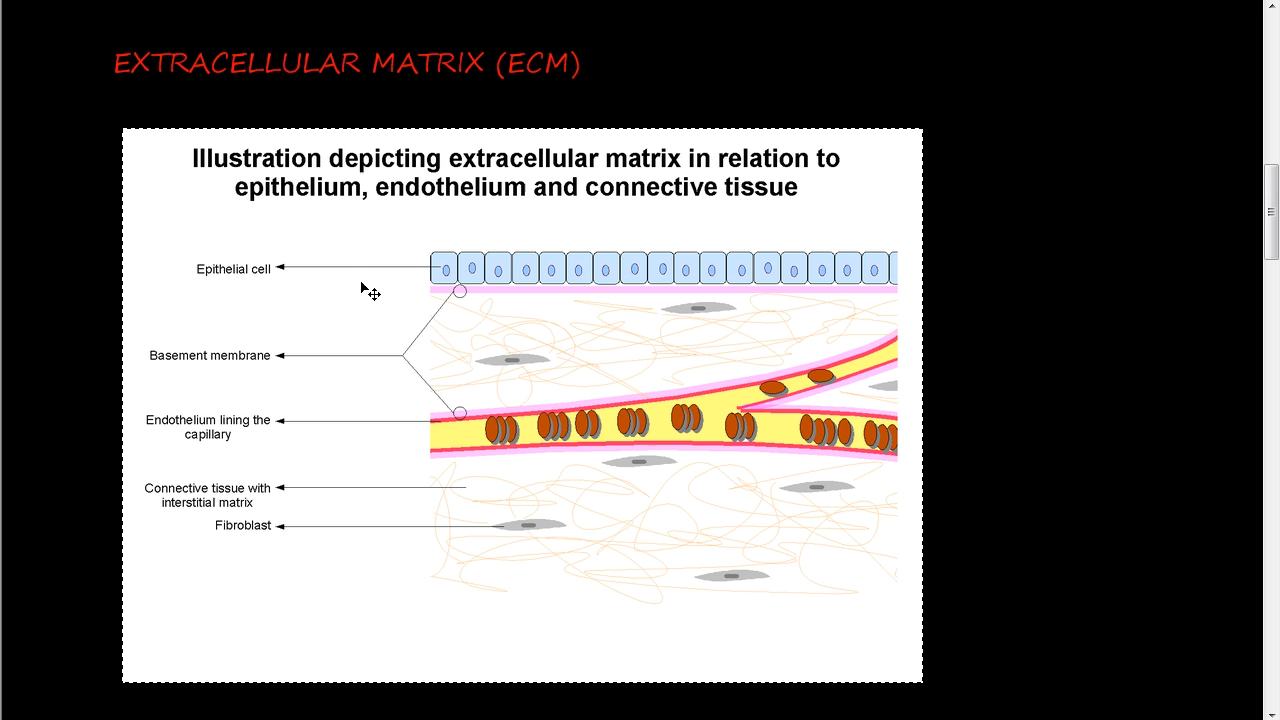 EXTRACELLULAR MATRIX (ECM)
Illustration depicting extracellular matrix in relation to
epithelium, endothelium and connective tissue
Epithelial cell
Basement membrane
Endothelium lining the
capillary
Connective tissue with
interstitial matrix
Fibroblast